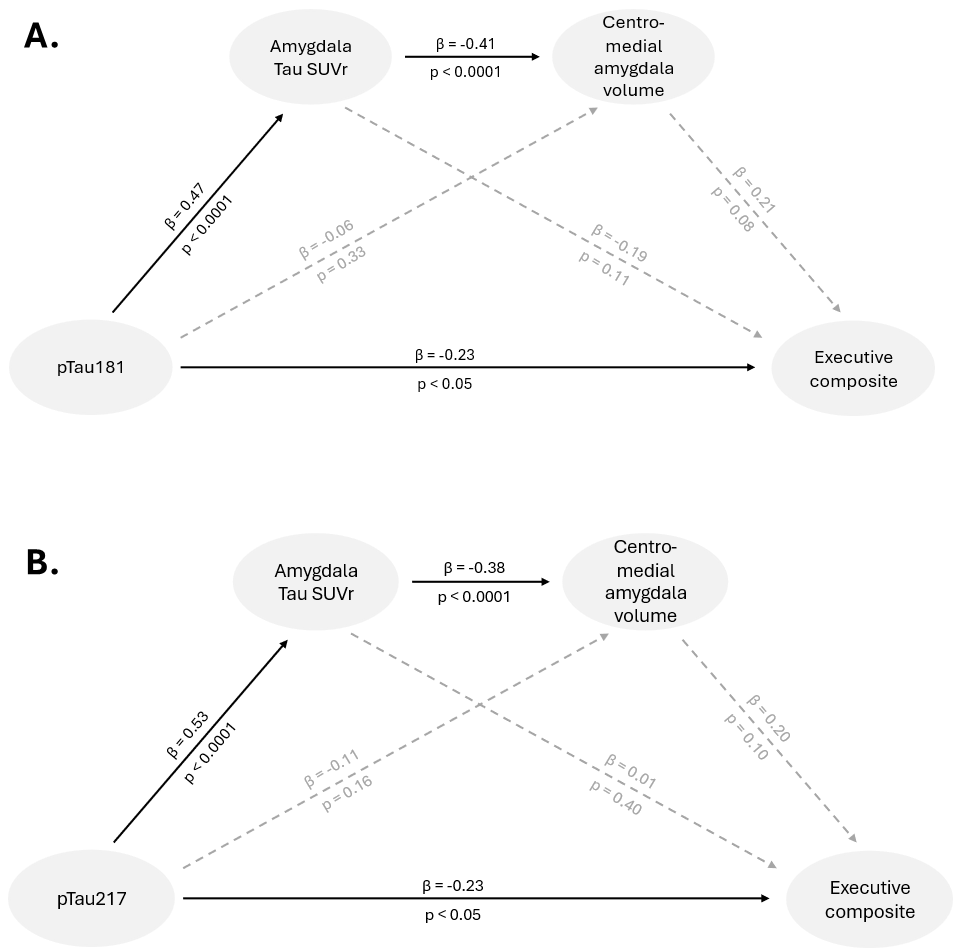 A.
Amygdala
Tau SUVr
β = -0.41
p < 0.0001
Centro-
medial
amygdala
volume
β = 0.47
p < 0.0001
β = -0.06
p = 0.33
β = -0.19
p = 0.11
β = 0.21
p = 0.08
pTau181
β = -0.23
p < 0.05
Executive
composite
B.
Amygdala
Tau SUVr
β = -0.38
p < 0.0001
Centro-
medial
amygdala
volume
β = 0.53
p < 0.0001
β = -0.11
p = 0.16
β = 0.01
p = 0.40
β = 0.20
p = 0.10
pTau217
β = -0.23
p < 0.05
Executive
composite